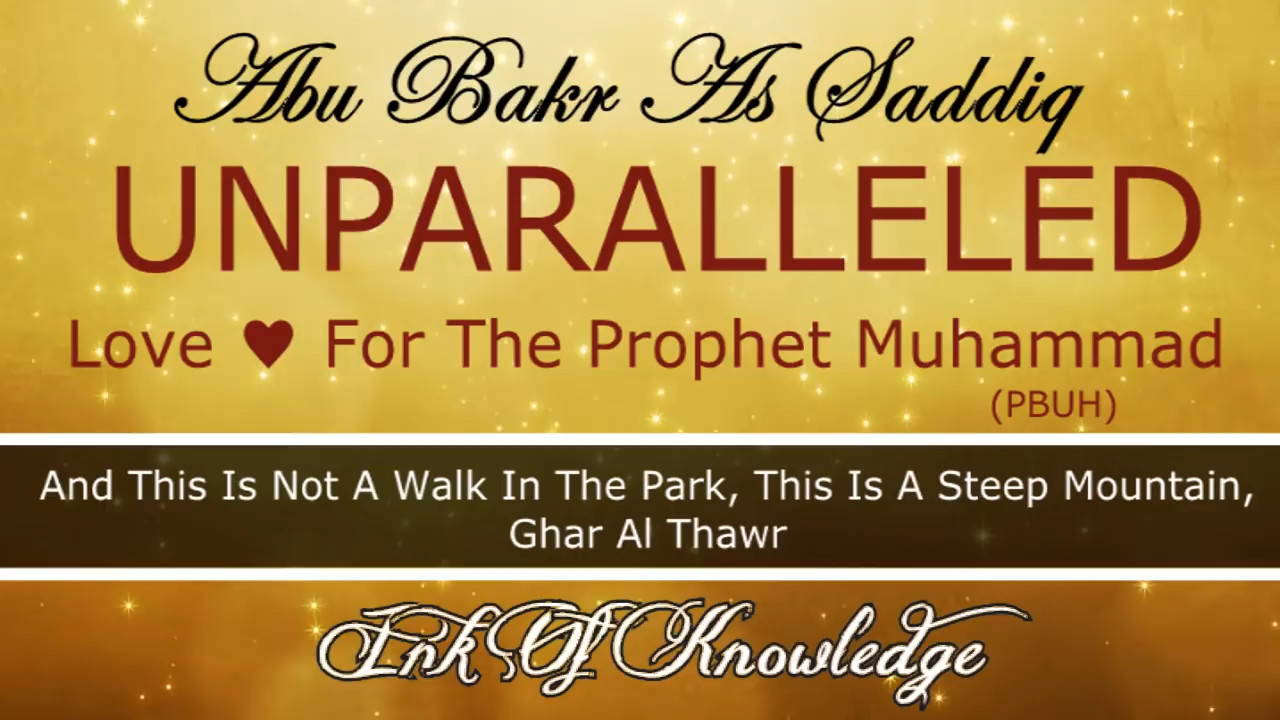 Abu Bakr As Saddiq
UNPARALLELED
Love ♥ For The Prophet Muhammad
(PBUH)
And This Is Not A Walk In The Park, This Is A Steep Mountain,
Ghar Al Thawr
Ink Of Knowledge